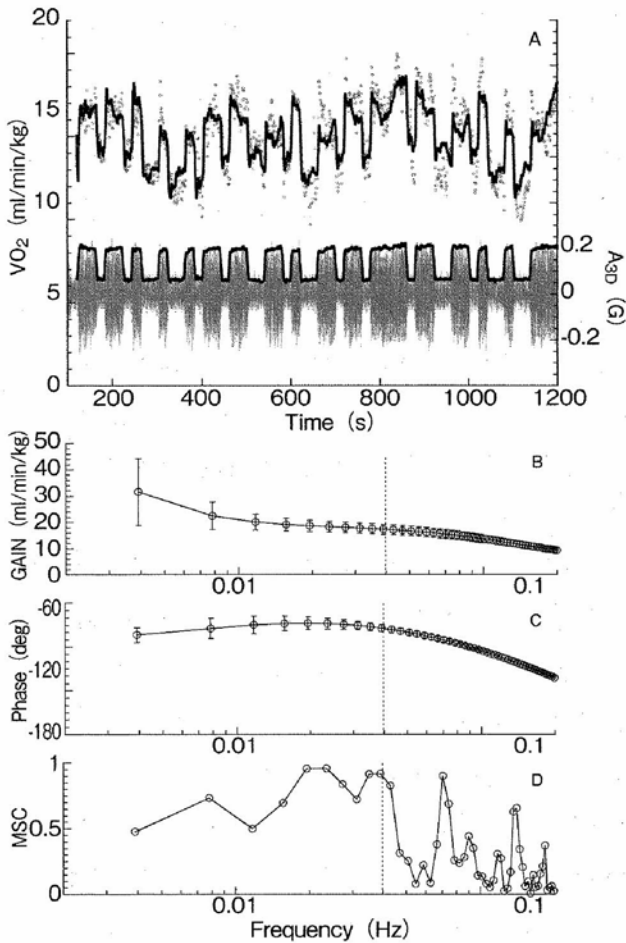 20
A
15
10
5
0
VO2 (ml/min/kg)
0.2
0
-0.2
A3D (G)
200 400 600 800 1000 1200
Time (s)
50
B
40
30
20
10
0
GAIN (ml/min/kg)
0.01 0.1
-60
C
-120
-180
Phase (deg)
0.01 0.1
1
D
0.5
0
MSC
0.01 0.1
Frequency (Hz)